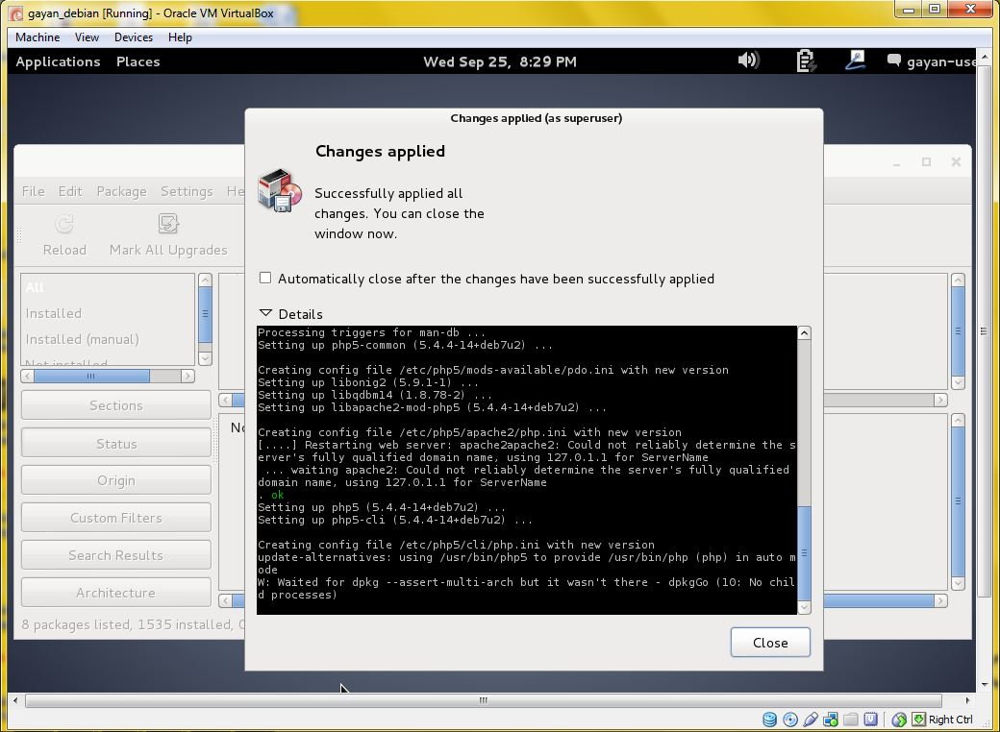 gayan_debian [Running] - Oracle VM VirtualBox
Machine View Devices Help
Applications Places Wed Sep 25, 8:29 PM gayan-use
Changes applied (as superuser)
Changes applied
Successfully applied all
changes. You can close the
window now.
File Edit Package Settings He
Reload Mark All Upgrades
Automatically close after the changes have been successfully applied
All
Installed
Installed (manual)
Not installed
Sections
Status
Origin
Custom Filters
Search Results
Architecture
No
8 packages listed, 1535 installed, 0
Details
Processing triggers for man-db ...
Setting up php5-common (5.4.4-14+deb7u2) ...
Creating config file /etc/php5/mods-available/pdo.ini with new version
Setting up libonig2 (5.9.1-1) ...
Setting up libqdbm14 (1.8.78-2) ...
Setting up libapache2-mod-php5 (5.4.4-14+deb7u2) ...
Creating config file /etc/php5/apache2/php.ini with new version
[....] Restarting web server: apache2apache2: Could not reliably determine the s
erver's fully qualified domain name, using 127.0.1.1 for ServerName
... waiting apache2: Could not reliably determine the server's fully qualified
domain name, using 127.0.1.1 for ServerName
. ok
Setting up php5 (5.4.4-14+deb7u2) ...
Setting up php5-cli (5.4.4-14+deb7u2) ...
Creating config file /etc/php5/cli/php.ini with new version
update-alternatives: using /usr/bin/php5 to provide /usr/bin/php (php) in auto m
ode
W: Waited for dpkg --assert-multi-arch but it wasn't there - dpkgGo (10: No chil
d processes)
Close
Right Ctrl